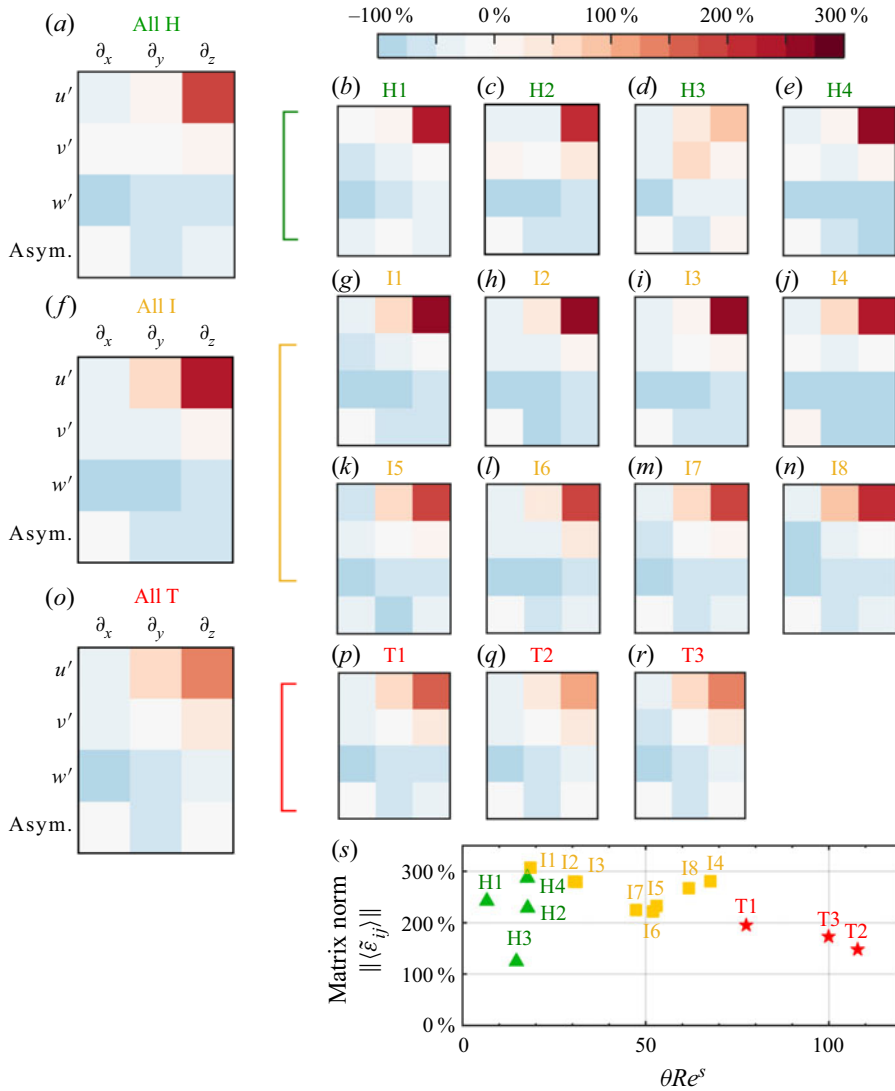 −100 % 0 % 100 % 200 % 300 %
(a) All H
∂x ∂y ∂z
u′
v′
w′
Asym.
(b) H1 (c) H2 (d) H3 (e) H4
(f) All I
∂x ∂y ∂z
u′
v′
w′
Asym.
(g) I1 (h) I2 (i) I3 (j) I4
(k) I5 (l) I6 (m) I7 (n) I8
(o) All T
∂x ∂y ∂z
u′
v′
w′
Asym.
(p) T1 (q) T2 (r) T3
(s)
Matrix norm
||⟨ε̃ij⟩||
300 %
200 %
100 %
0 %
H1 H4 H2 H3
I1 I2 I3 I7 I5 I6 I8 I4
T1 T3 T2
0 50 100
θRe^s